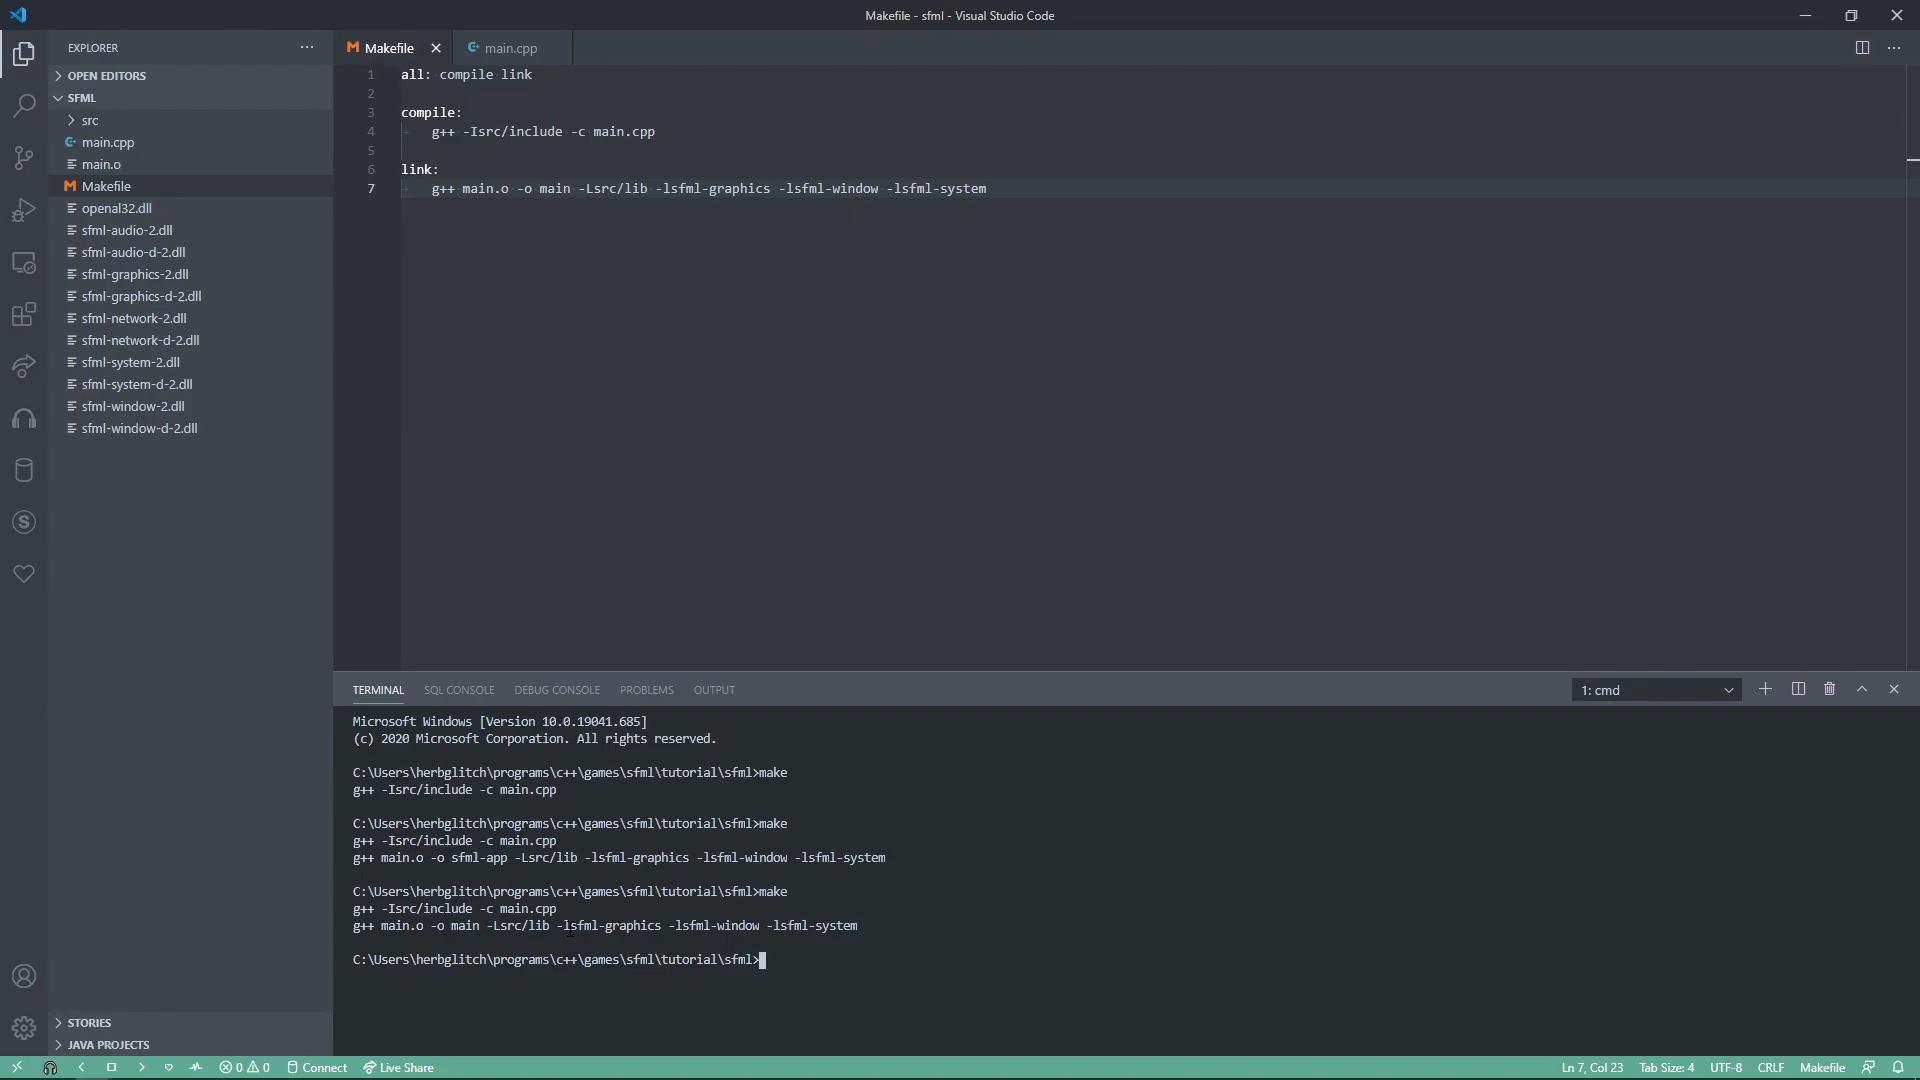 Makefile - sfml - Visual Studio Code
EXPLORER
OPEN EDITORS
SFML
src
main.cpp
main.o
Makefile
openal32.dll
sfml-audio-2.dll
sfml-audio-d-2.dll
sfml-graphics-2.dll
sfml-graphics-d-2.dll
sfml-network-2.dll
sfml-network-d-2.dll
sfml-system-2.dll
sfml-system-d-2.dll
sfml-window-2.dll
sfml-window-d-2.dll
STORIES
JAVA PROJECTS
Makefile main.cpp
1 all: compile link
2
3 compile:
4 g++ -Isrc/include -c main.cpp
5
6 link:
7 g++ main.o -o main -Lsrc/lib -lsfml-graphics -lsfml-window -lsfml-system
TERMINAL SQL CONSOLE DEBUG CONSOLE PROBLEMS OUTPUT 1: cmd
Microsoft Windows [Version 10.0.19041.685]
(c) 2020 Microsoft Corporation. All rights reserved.
C:\Users\herbglitch\programs\c++\games\sfml\tutorial\sfml>make
g++ -Isrc/include -c main.cpp
C:\Users\herbglitch\programs\c++\games\sfml\tutorial\sfml>make
g++ -Isrc/include -c main.cpp
g++ main.o -o sfml-app -Lsrc/lib -lsfml-graphics -lsfml-window -lsfml-system
C:\Users\herbglitch\programs\c++\games\sfml\tutorial\sfml>make
g++ -Isrc/include -c main.cpp
g++ main.o -o main -Lsrc/lib -lsfml-graphics -lsfml-window -lsfml-system
C:\Users\herbglitch\programs\c++\games\sfml\tutorial\sfml>
0 0 Connect Live Share Ln 7, Col 23 Tab Size: 4 UTF-8 CRLF Makefile